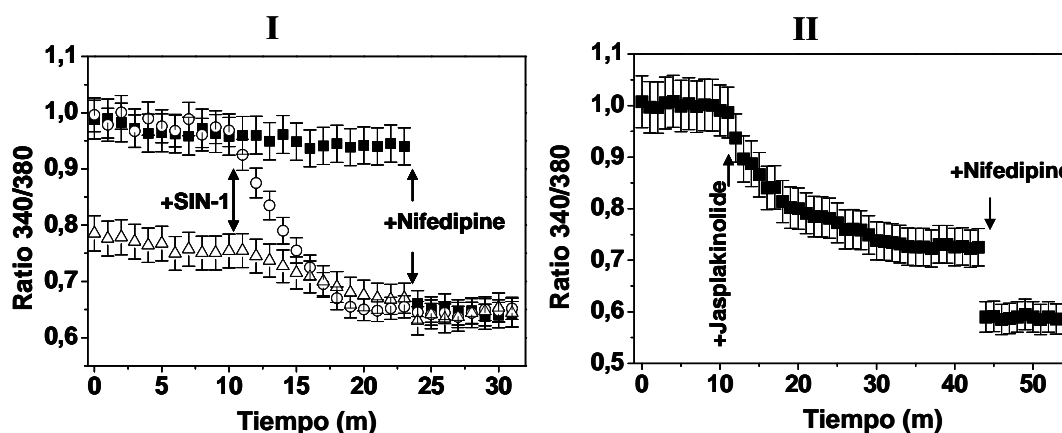 I
1,1
1,0
0,9
0,8
0,7
0,6
Ratio 340/380
+SIN-1
+Nifedipine
0 5 10 15 20 25 30
Tiempo (m)
II
1,1
1,0
0,9
0,8
0,7
0,6
0,5
Ratio 340/380
+Jasplakinolide
+Nifedipine
0 10 20 30 40 50
Tiempo (m)